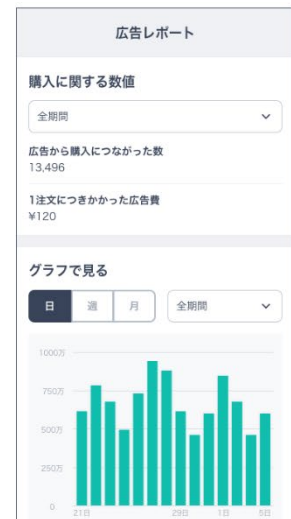 広告レポート
購入に関する数値
全期間
広告から購入につながった数
13,496
1注文につきかかった広告費
¥120
グラフで見る
日 週 月 全期間
1000万
750万
500万
250万
0
21日 29日 1日 5日